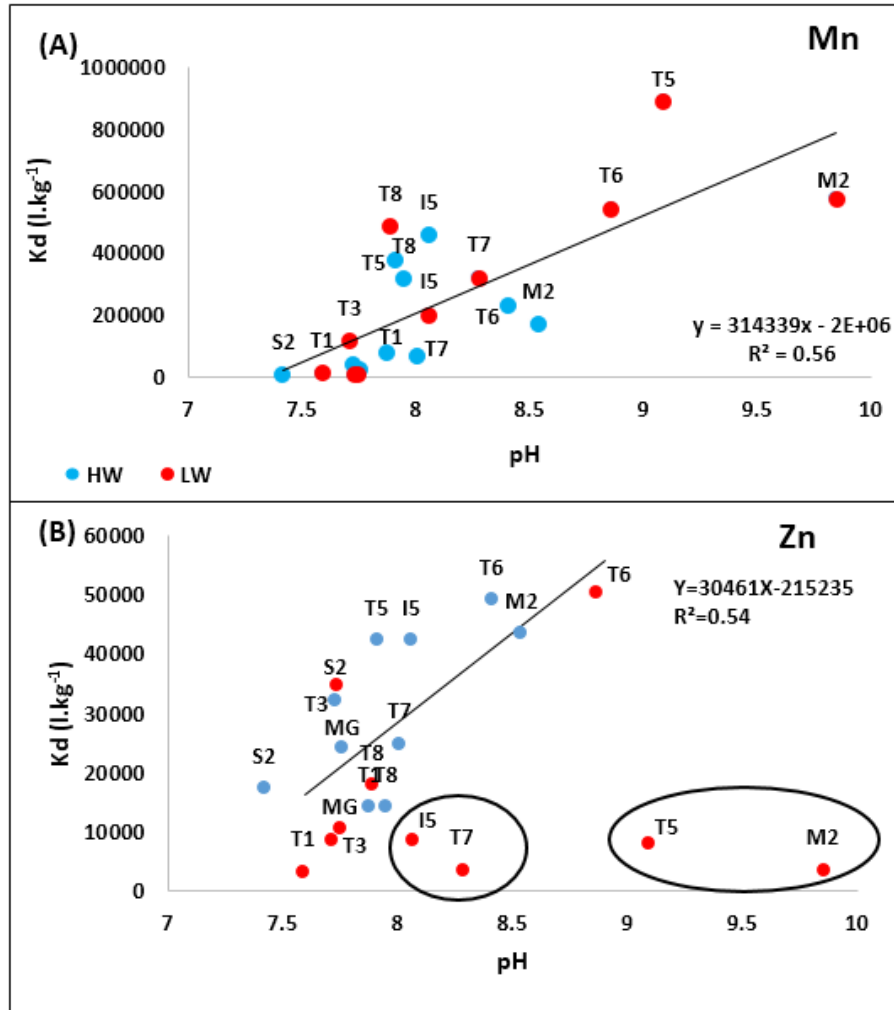 (A)
Mn
Kd (l.kg⁻¹)
1000000
800000
600000
400000
200000
0
T5
T6
M2
T8
I5
T8
T5
T7
I5
M2
T6
T3
T1
T1
T7
S2
y = 314339x - 2E+06
R² = 0.56
7 7.5 8 8.5 9 9.5 10
pH
HW LW
(B)
Zn
Kd (l.kg⁻¹)
60000
50000
40000
30000
20000
10000
0
T6
T6
Y=30461X-215235
R²=0.54
T5 I5
M2
S2
T3
MG
T7
S2
T8
T1
T8
MG
T1
T3
I5
T7
T5
M2
7 7.5 8 8.5 9 9.5 10
pH